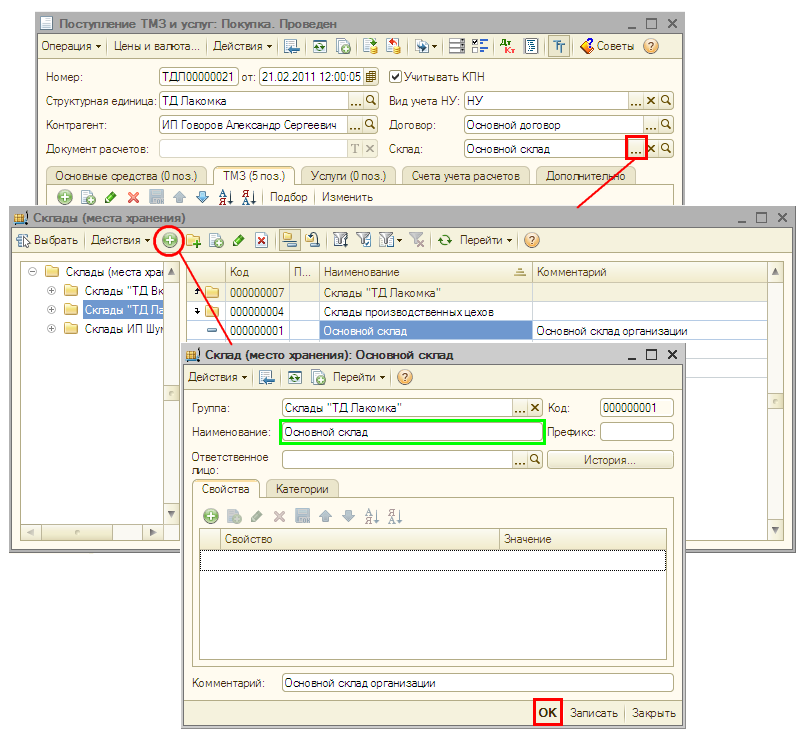 Поступление ТМЗ и услуг: Покупка. Проведен
Операция Цены и валюта... Действия Дт Кт Тт Советы
Номер: ТДЛ00000021 от: 21.02.2011 12:00:05 Учитывать КПН
Структурная единица: ТД Лакомка ... Вид учета НУ: НУ ... X
Контрагент: ИП Говоров Александр Сергеевич ... Договор: Основной договор ...
Документ расчетов: T X Склад: Основной склад ... X
Основные средства (0 поз.) ТМЗ (5 поз.) Услуги (0 поз.) Счета учета расчетов Дополнительно
Подбор Изменить
Склады (места хранения)
Выбрать Действия Перейти
Склады (места хра
Склады "ТД Вк
Склады "ТД Ла
Склады ИП Шум
Код П... Наименование Комментарий
000000007 Склады "ТД Лакомка"
000000004 Склады производственных цехов
000000001 Основной склад Основной склад организации
Склад (место хранения): Основной склад
Действия Перейти
Группа: Склады "ТД Лакомка" ... X Код: 000000001
Наименование: Основной склад Префикс:
Ответственное
лицо: ... История...
Свойства Категории
Свойство Значение
Комментарий: Основной склад организации
OK Записать Закрыть